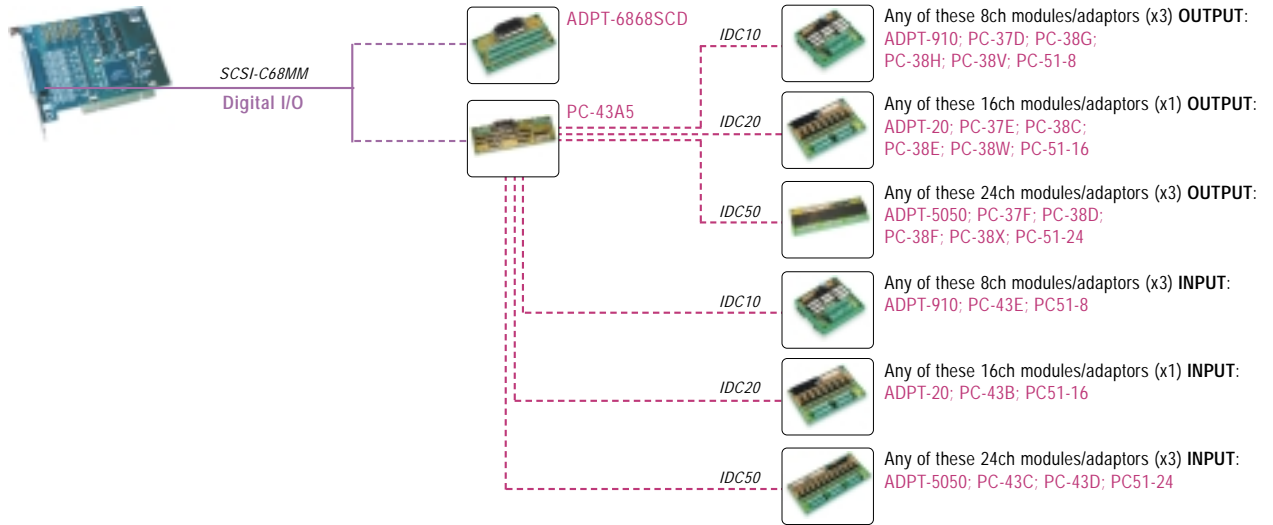 SCSI-C68MM
Digital I/O
ADPT-6868SCD
PC-43A5
IDC10
Any of these 8ch modules/adaptors (x3) OUTPUT:
ADPT-910; PC-37D; PC-38G;
PC-38H; PC-38V; PC-51-8
IDC20
Any of these 16ch modules/adaptors (x1) OUTPUT:
ADPT-20; PC-37E; PC-38C;
PC-38E; PC-38W; PC-51-16
IDC50
Any of these 24ch modules/adaptors (x3) OUTPUT:
ADPT-5050; PC-37F; PC-38D;
PC-38F; PC-38X; PC-51-24
IDC10
Any of these 8ch modules/adaptors (x3) INPUT:
ADPT-910; PC-43E; PC51-8
IDC20
Any of these 16ch modules/adaptors (x1) INPUT:
ADPT-20; PC-43B; PC51-16
IDC50
Any of these 24ch modules/adaptors (x3) INPUT:
ADPT-5050; PC-43C; PC-43D; PC51-24